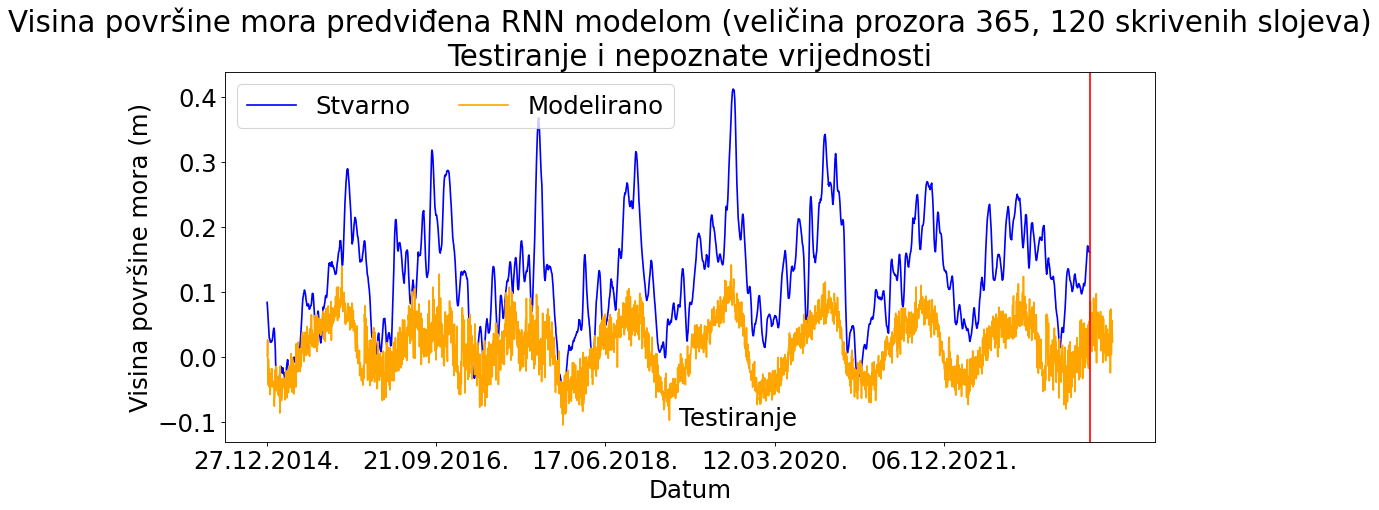 Visina površine mora predviđena RNN modelom (veličina prozora 365, 120 skrivenih slojeva)
Testiranje i nepoznate vrijednosti
Stvarno Modelirano
0.4
0.3
0.2
0.1
0.0
−0.1
Visina površine mora (m)
Testiranje
27.12.2014. 21.09.2016. 17.06.2018. 12.03.2020. 06.12.2021.
Datum